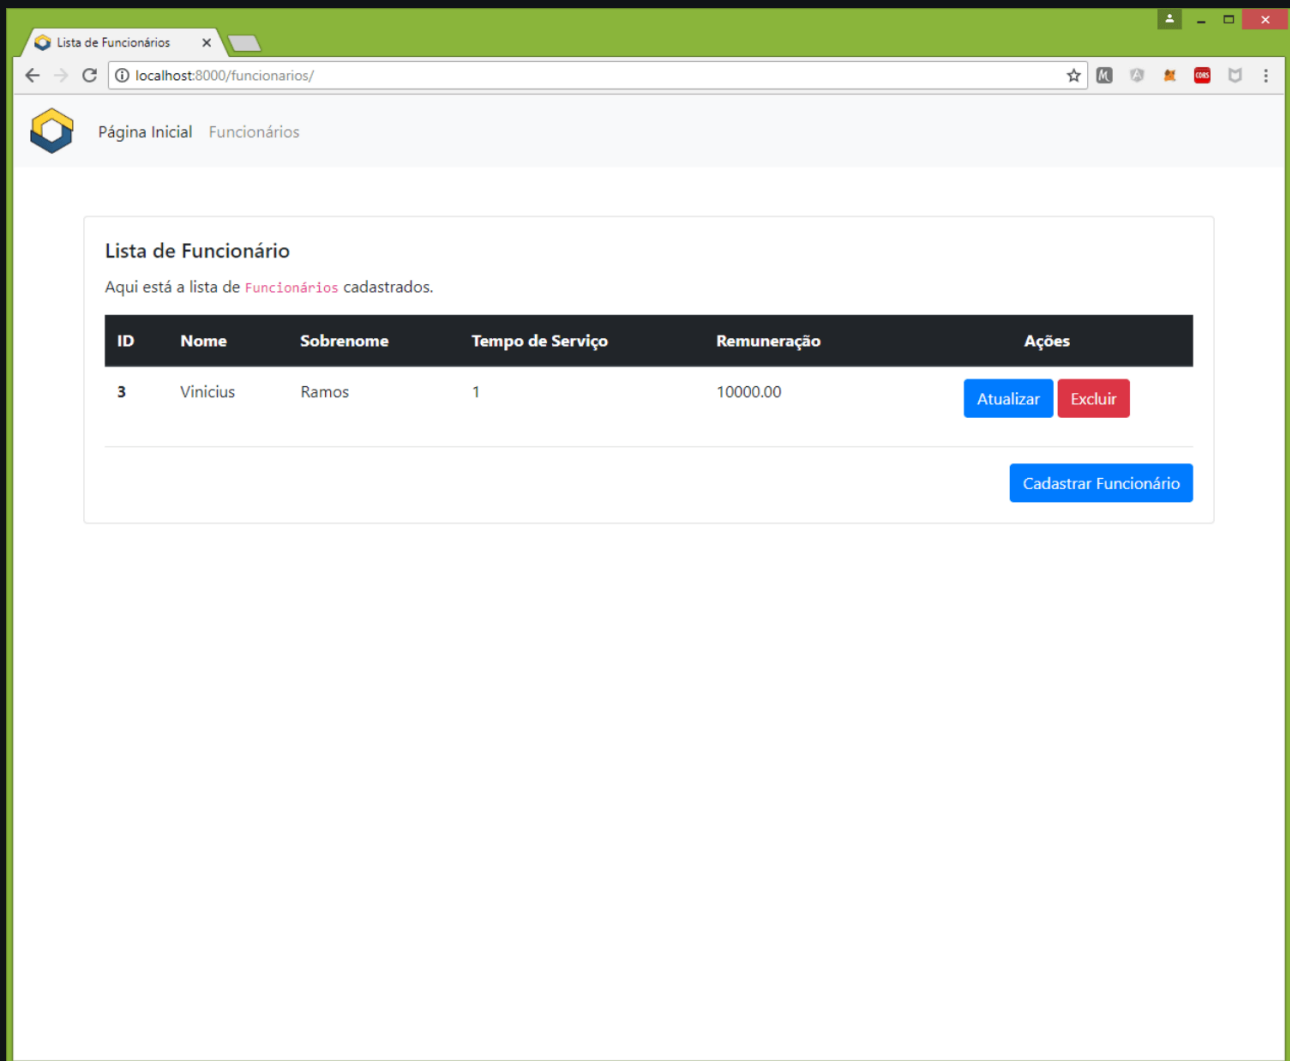 Lista de Funcionários
localhost:8000/funcionarios/
Página Inicial Funcionários
Lista de Funcionário
Aqui está a lista de Funcionários cadastrados.
ID Nome Sobrenome Tempo de Serviço Remuneração Ações
3 Vinicius Ramos 1 10000.00 Atualizar Excluir
Cadastrar Funcionário